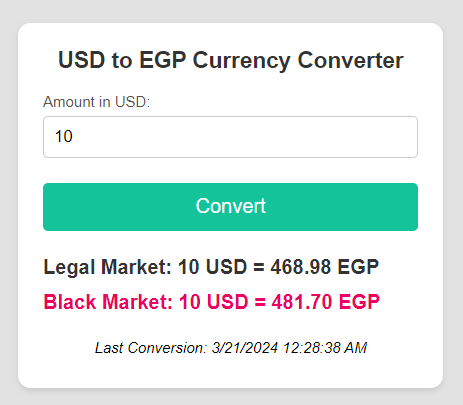 USD to EGP Currency Converter
Amount in USD:
10
Convert
Legal Market: 10 USD = 468.98 EGP
Black Market: 10 USD = 481.70 EGP
Last Conversion: 3/21/2024 12:28:38 AM